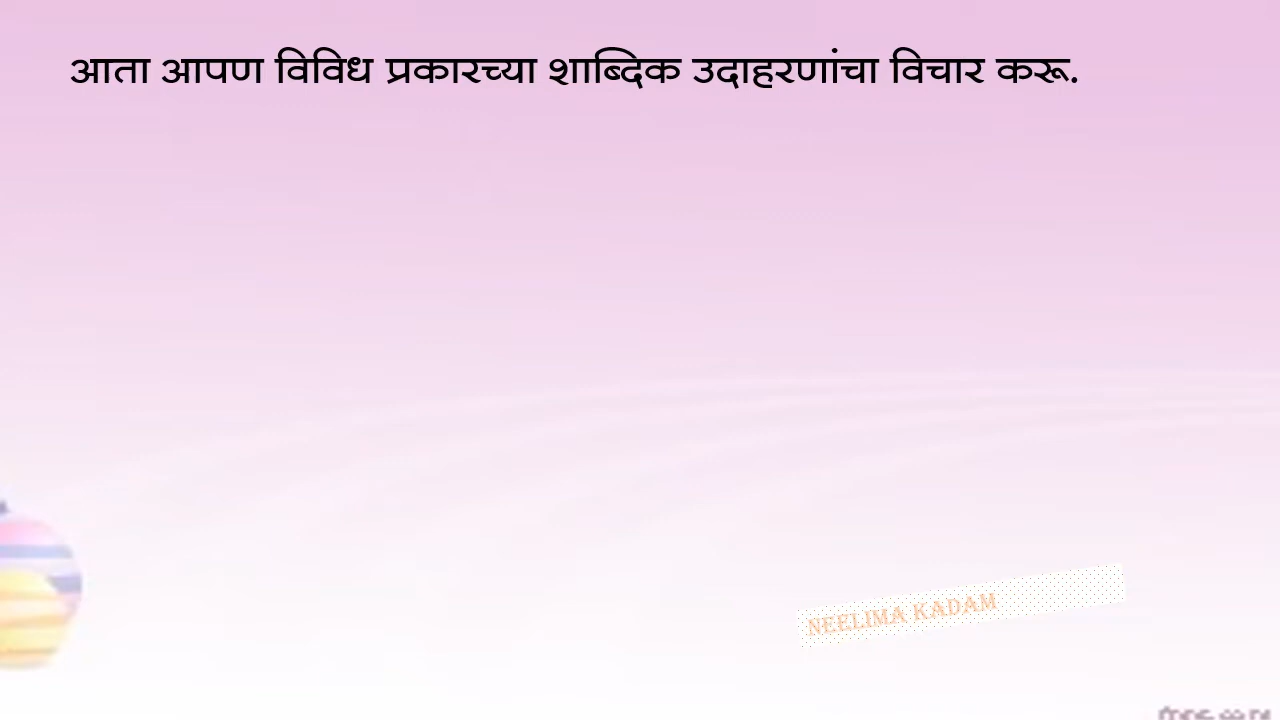 आता आपण विविध प्रकारच्या शाब्दिक उदाहरणांचा विचार करू.
NEELIMA KADAM